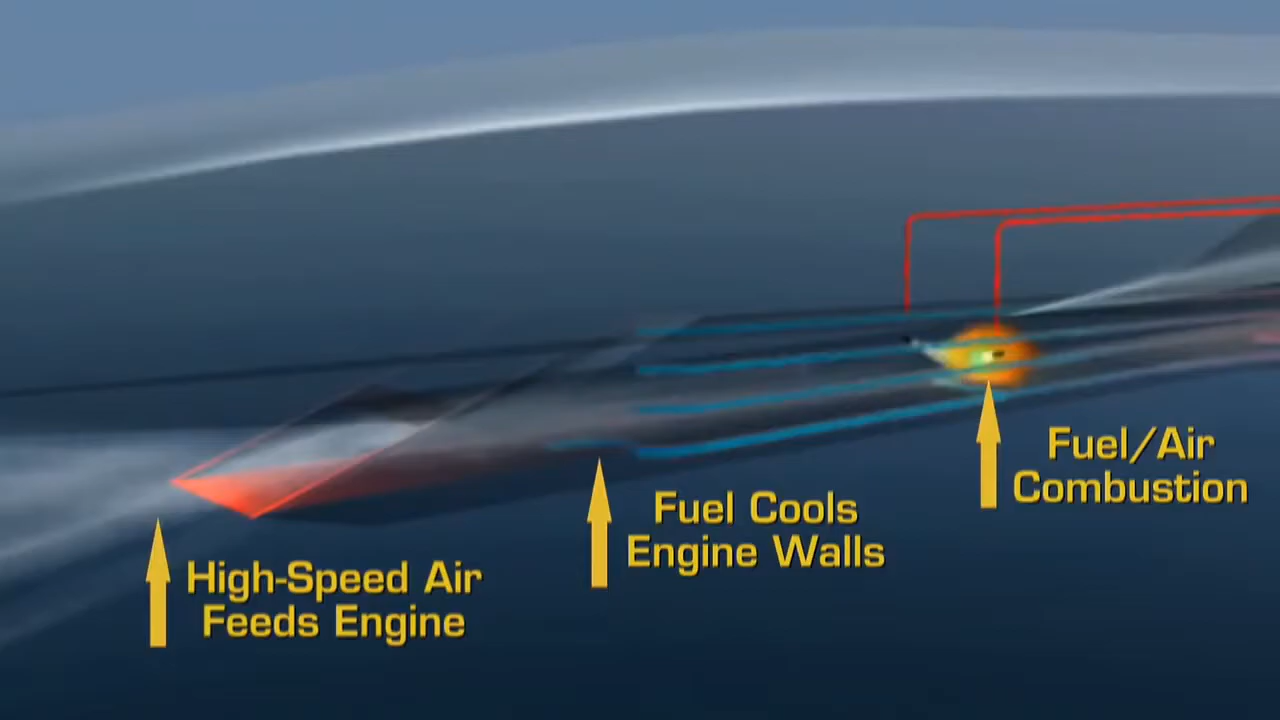 High-Speed Air
Feeds Engine
Fuel Cools
Engine Walls
Fuel/Air
Combustion